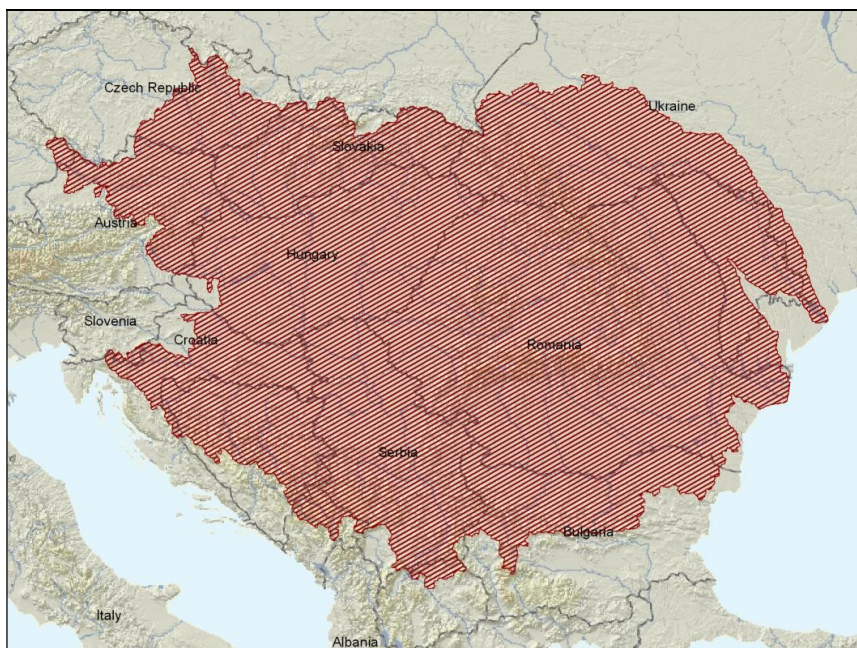 Czech Republic
Ukraine
Slovakia
Austria
Hungary
Slovenia
Croatia
Romania
Serbia
Bulgaria
Italy
Albania